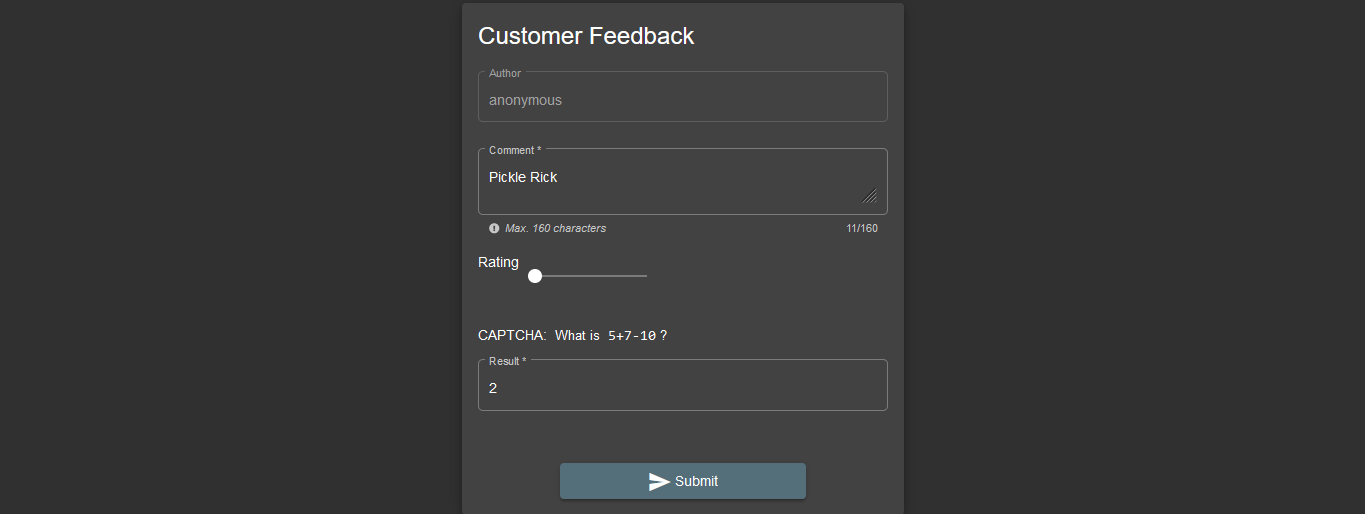 Customer Feedback
Author
anonymous
Comment *
Pickle Rick
Max. 160 characters 11/160
Rating
CAPTCHA: What is 5+7-10 ?
Result *
2
Submit